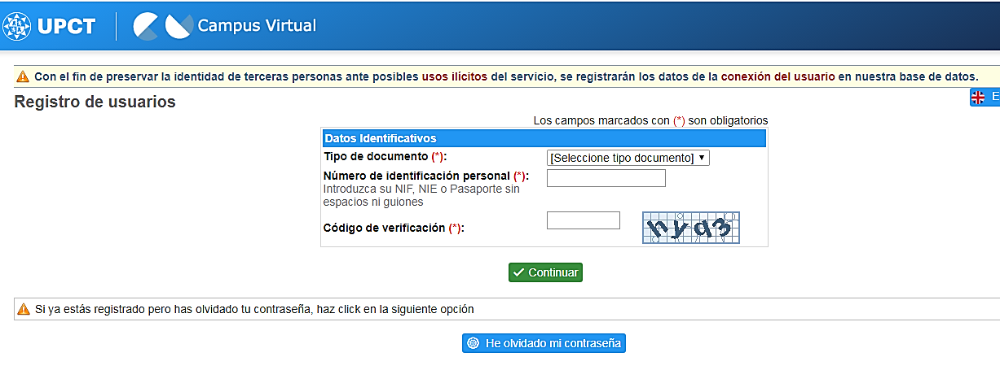 UPCT Campus Virtual
Con el fin de preservar la identidad de terceras personas ante posibles usos ilícitos del servicio, se registrarán los datos de la conexión del usuario en nuestra base de datos.
E
Registro de usuarios
Los campos marcados con (*) son obligatorios
Datos Identificativos
Tipo de documento (*): [Seleccione tipo documento]
Número de identificación personal (*):
Introduzca su NIF, NIE o Pasaporte sin
espacios ni guiones
Código de verificación (*): hyq3
Continuar
Si ya estás registrado pero has olvidado tu contraseña, haz click en la siguiente opción
He olvidado mi contraseña